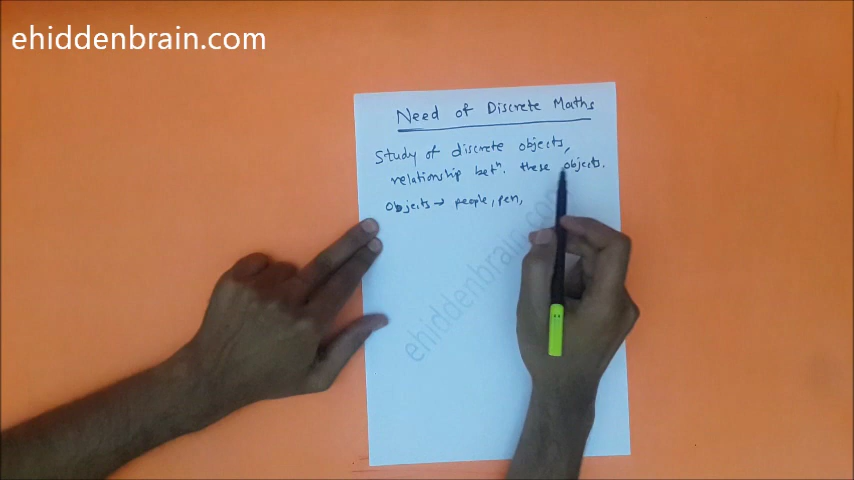 ehiddenbrain.com
Need of Discrete Maths
Study of discrete objects,
relationship betⁿ. these objects.
Objects → people, pen,
ehiddenbrain.com